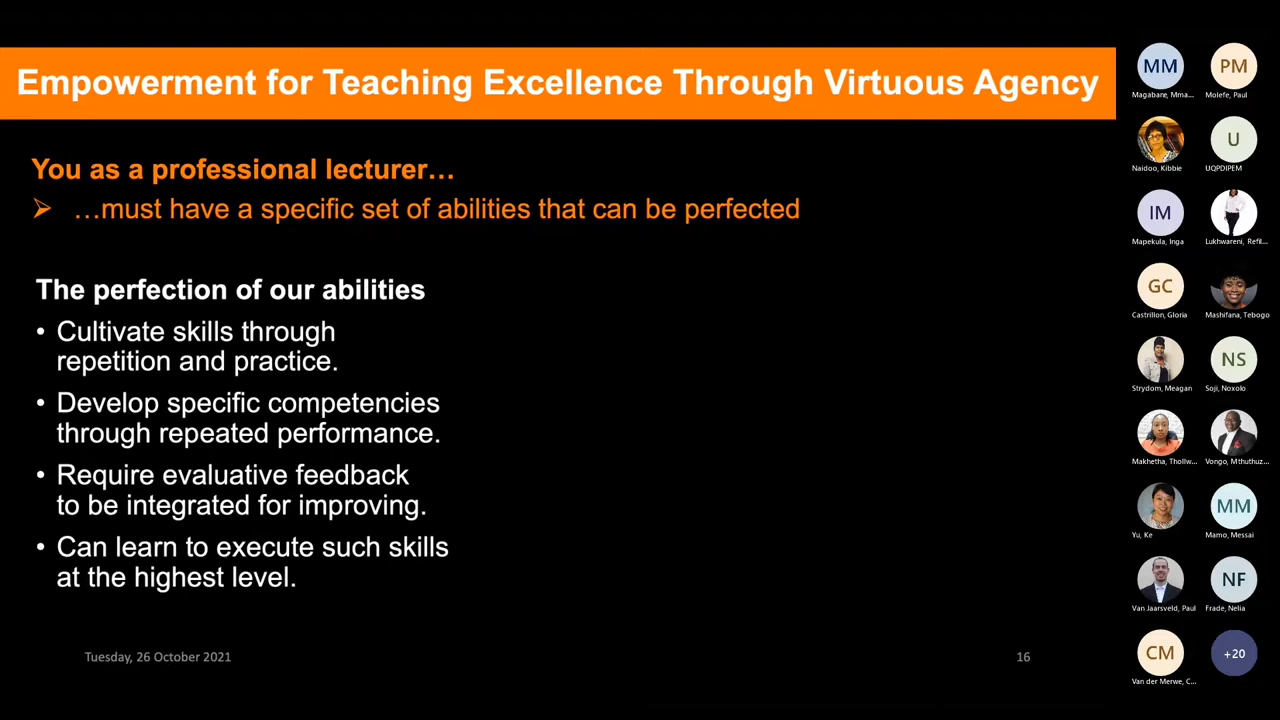 Empowerment for Teaching Excellence Through Virtuous Agency
You as a professional lecturer…
➢ …must have a specific set of abilities that can be perfected
The perfection of our abilities
• Cultivate skills through
repetition and practice.
• Develop specific competencies
through repeated performance.
• Require evaluative feedback
to be integrated for improving.
• Can learn to execute such skills
at the highest level.
Tuesday, 26 October 2021
16
MM
PM
Magabare, Mma...
Molefe, Paul
U
Naidoo, Kibbie
UQPDIPEM
IM
Mapekula, Inga
Lukhwareni, Refil...
GC
Castrillon, Gloria
Mashifana, Tebogo
NS
Strydom, Meagan
Soji, Noxolo
Makhetha, Thollw...
Vongo, Mthuthuz...
MM
Yu, Ke
Mamo, Messai
NF
Van Jaarsveld, Paul
Frade, Nelia
CM
+20
Van der Merwe, C...